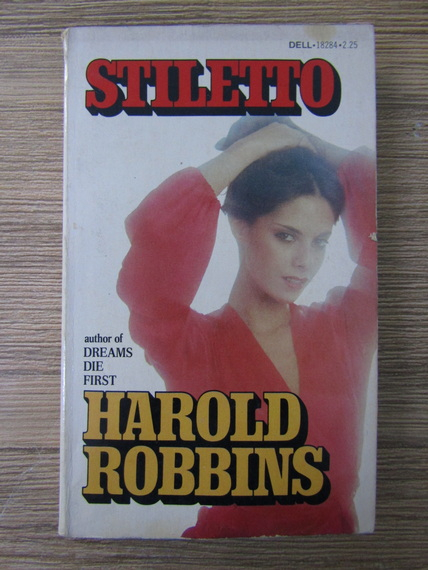 DELL•18284•2.25
STILETTO
author of
DREAMS
DIE
FIRST
HAROLD
ROBBINS